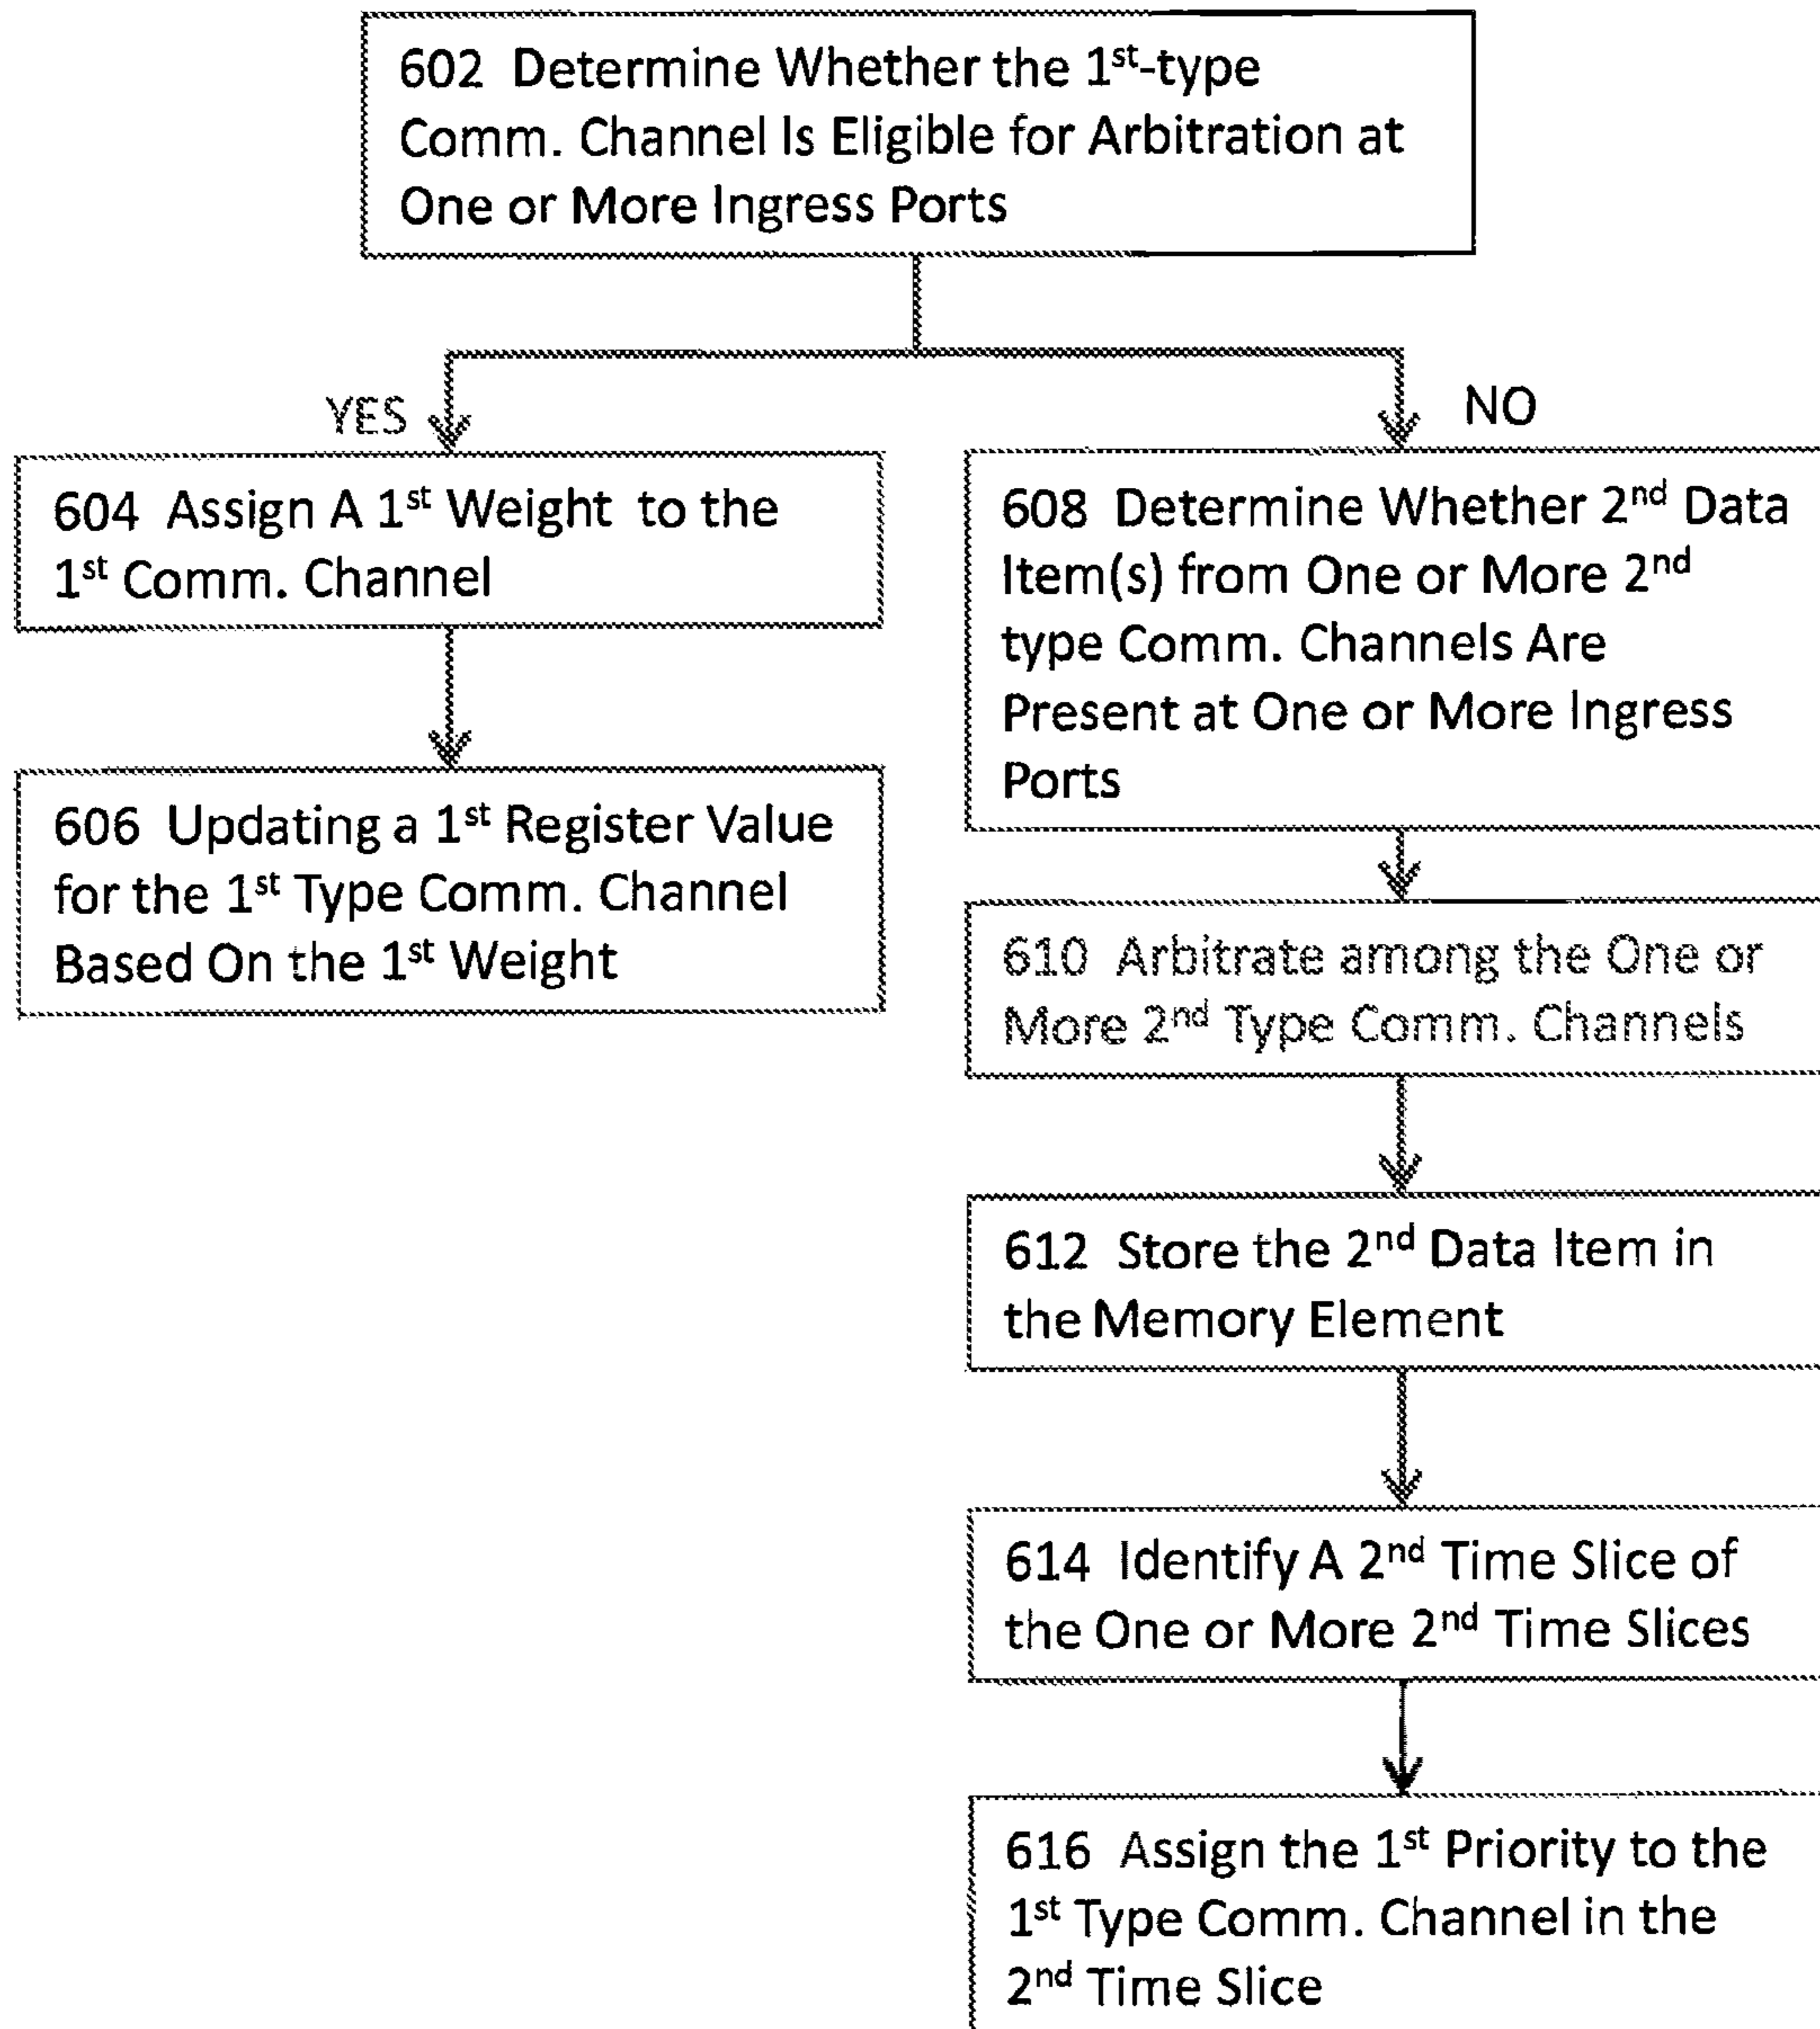 602 Determine Whether the 1st-type
Comm. Channel Is Eligible for Arbitration at
One or More Ingress Ports
YES
NO
604 Assign A 1st Weight to the
1st Comm. Channel
606 Updating a 1st Register Value
for the 1st Type Comm. Channel
Based On the 1st Weight
608 Determine Whether 2nd Data
Item(s) from One or More 2nd
type Comm. Channels Are
Present at One or More Ingress
Ports
610 Arbitrate among the One or
More 2nd Type Comm. Channels
612 Store the 2nd Data Item in
the Memory Element
614 Identify A 2nd Time Slice of
the One or More 2nd Time Slices
616 Assign the 1st Priority to the
1st Type Comm. Channel in the
2nd Time Slice